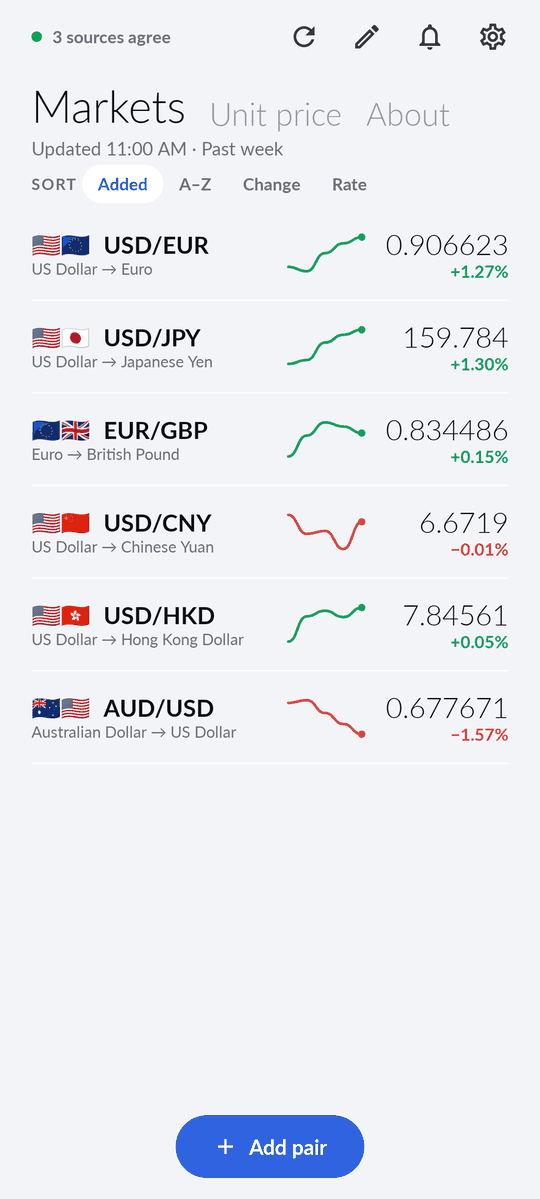 3 sources agree
Markets Unit price About
Updated 11:00 AM · Past week
SORT Added A–Z Change Rate
USD/EUR 0.906623
US Dollar → Euro +1.27%
USD/JPY 159.784
US Dollar → Japanese Yen +1.30%
EUR/GBP 0.834486
Euro → British Pound +0.15%
USD/CNY 6.6719
US Dollar → Chinese Yuan −0.01%
USD/HKD 7.84561
US Dollar → Hong Kong Dollar +0.05%
AUD/USD 0.677671
Australian Dollar → US Dollar −1.57%
+ Add pair